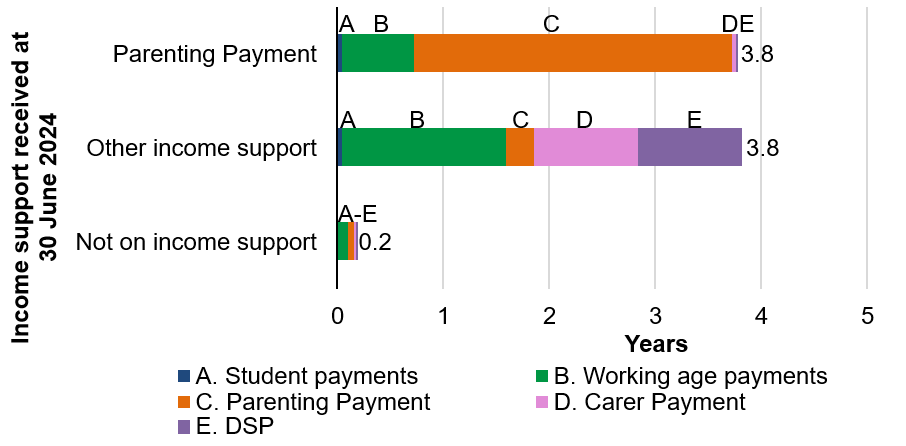 Income support received at
30 June 2024
A B C DE
Parenting Payment 3.8
A B C D E
Other income support 3.8
A-E
Not on income support 0.2
0 1 2 3 4 5
Years
A. Student payments B. Working age payments
C. Parenting Payment D. Carer Payment
E. DSP